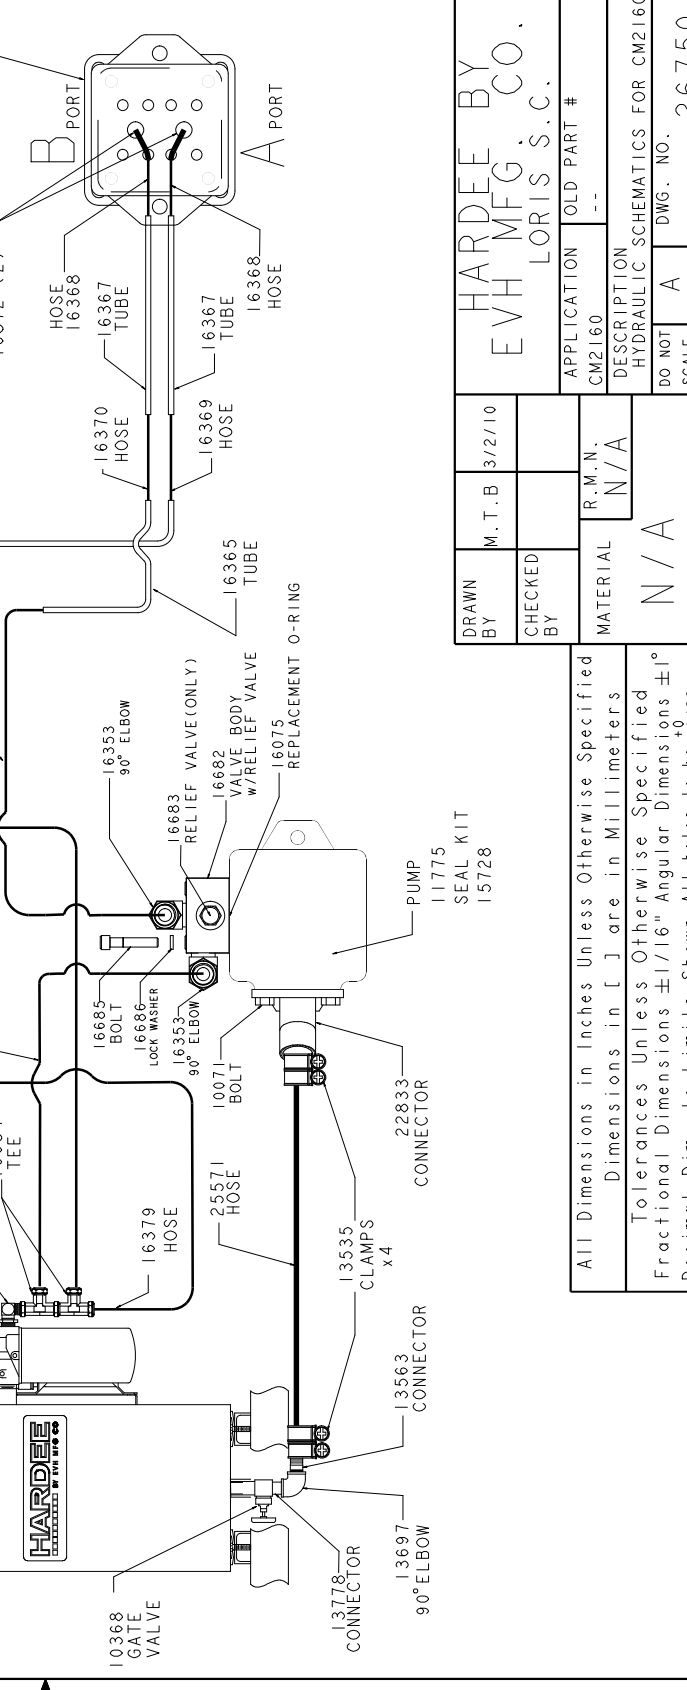 B PORT
A PORT
HOSE
16368
16367
TUBE
16367
TUBE
16368
HOSE
16370
HOSE
16369
HOSE
16365
TUBE
16353
90° ELBOW
16683
RELIEF VALVE(ONLY)
16682
VALVE BODY
w/RELIEF VALVE
16075
REPLACEMENT O-RING
PUMP
11775
SEAL KIT
15728
16685
BOLT
16686
LOCK WASHER
16353
90° ELBOW
10071
BOLT
22833
CONNECTOR
25571
HOSE
13535
CLAMPS
x4
TEE
16379
HOSE
13563
CONNECTOR
13697
90°ELBOW
13778
CONNECTOR
10368
GATE
VALVE
HARDEE
BY EVH MFG CO
HARDEE BY
EVH MFG. CO.
LORIS S.C.
APPLICATION
CM2160
OLD PART #
--
DESCRIPTION
HYDRAULIC SCHEMATICS FOR CM2160
DO NOT
SCALE
A
DWG. NO.
26750
DRAWN
BY
M.T.B
3/2/10
CHECKED
BY
MATERIAL
N/A
R.M.N.
N/A
All Dimensions in Inches Unless Otherwise Specified
Dimensions in [ ] are in Millimeters
Tolerances Unless Otherwise Specified
Fractional Dimensions ±1/16" Angular Dimensions ±1°
+0